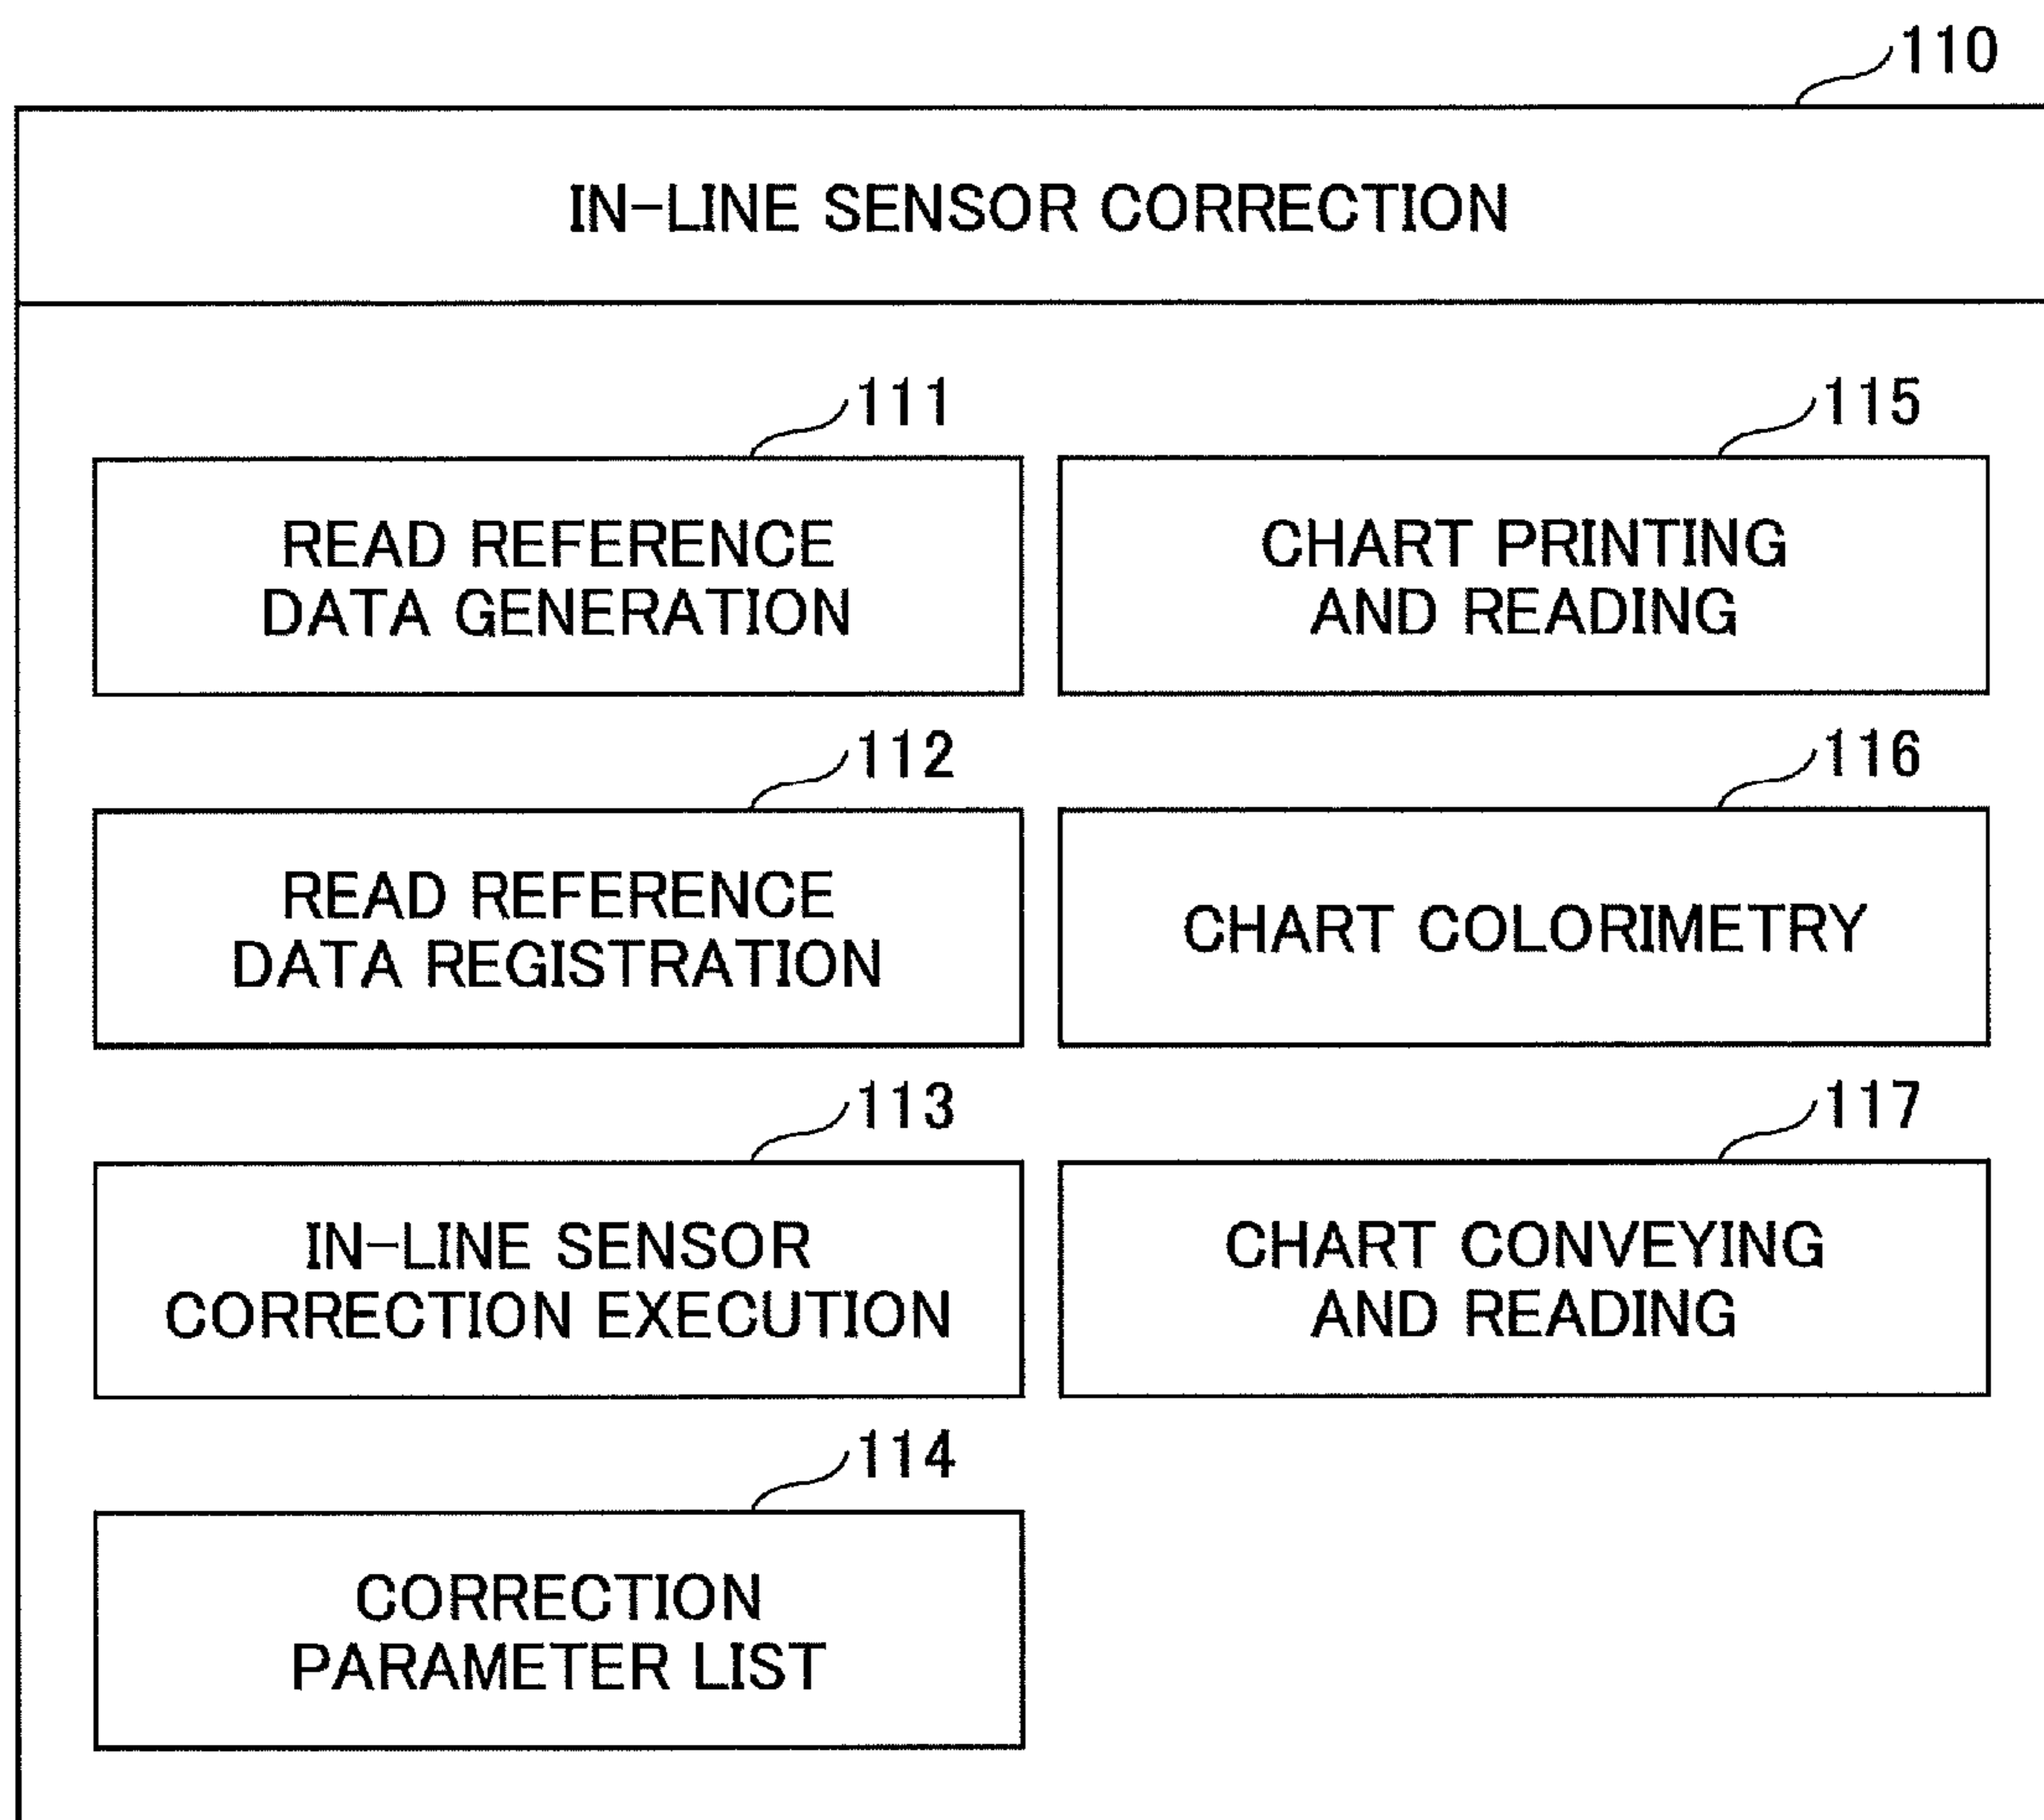 110
IN-LINE SENSOR CORRECTION
111
READ REFERENCE
DATA GENERATION
115
CHART PRINTING
AND READING
112
READ REFERENCE
DATA REGISTRATION
116
CHART COLORIMETRY
113
IN-LINE SENSOR
CORRECTION EXECUTION
117
CHART CONVEYING
AND READING
114
CORRECTION
PARAMETER LIST